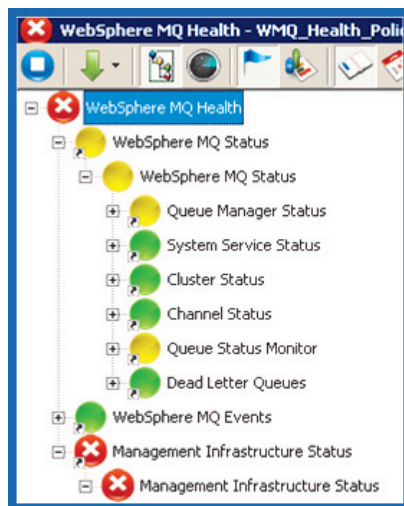 WebSphere MQ Health - WMQ_Health_Polic
WebSphere MQ Health
WebSphere MQ Status
WebSphere MQ Status
Queue Manager Status
System Service Status
Cluster Status
Channel Status
Queue Status Monitor
Dead Letter Queues
WebSphere MQ Events
Management Infrastructure Status
Management Infrastructure Status